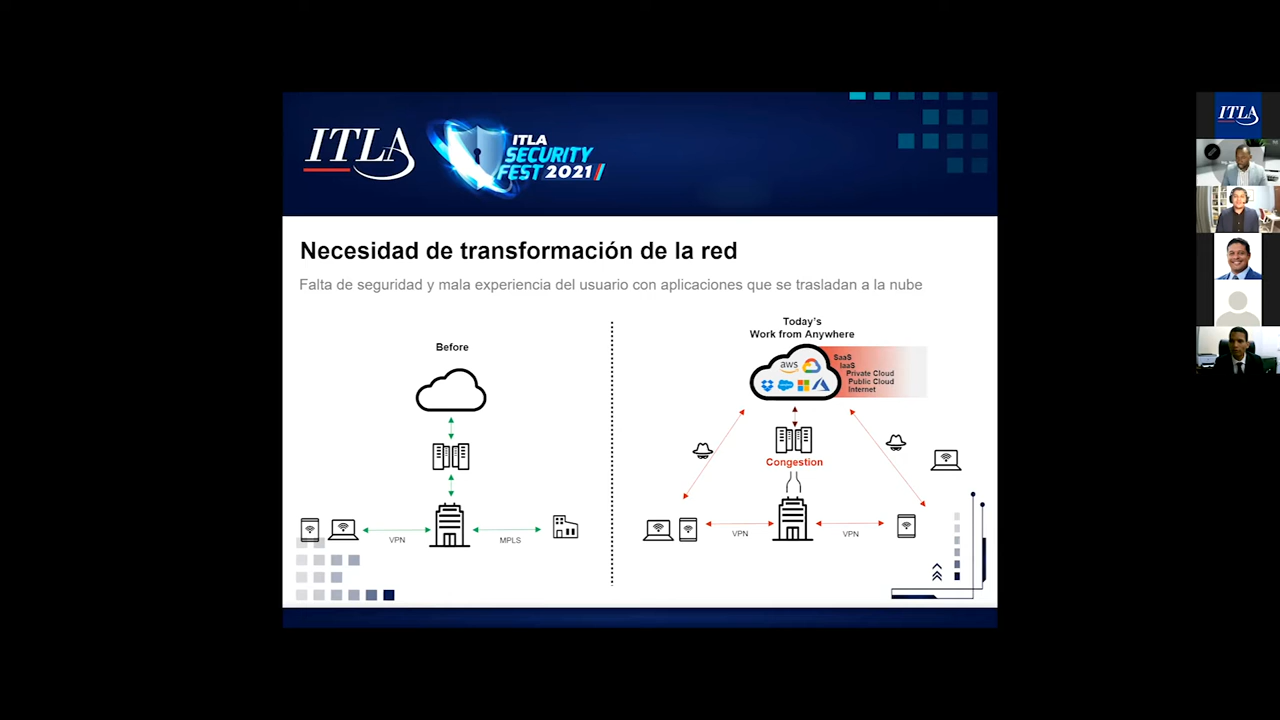 ITLA
ITLA
SECURITY
FEST 2021
ITLA
Necesidad de transformación de la red
Falta de seguridad y mala experiencia del usuario con aplicaciones que se trasladan a la nube
Before
VPN
MPLS
Today's
Work from Anywhere
aws
SaaS
IaaS
Private Cloud
Public Cloud
Internet
Congestion
VPN
VPN